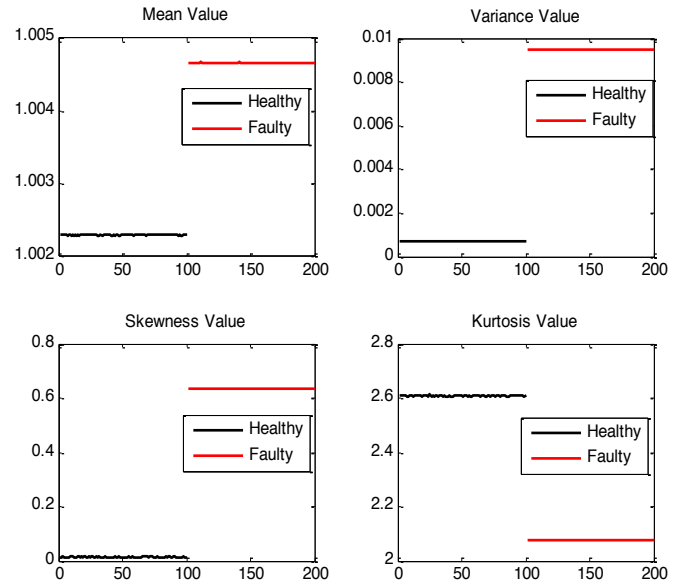 Mean Value
1.005
1.004
1.003
1.002
0 50 100 150 200
Healthy
Faulty
Variance Value
0.01
0.008
0.006
0.004
0.002
0
0 50 100 150 200
Healthy
Faulty
Skewness Value
0.8
0.6
0.4
0.2
0
0 50 100 150 200
Healthy
Faulty
Kurtosis Value
2.8
2.6
2.4
2.2
2
0 50 100 150 200
Healthy
Faulty